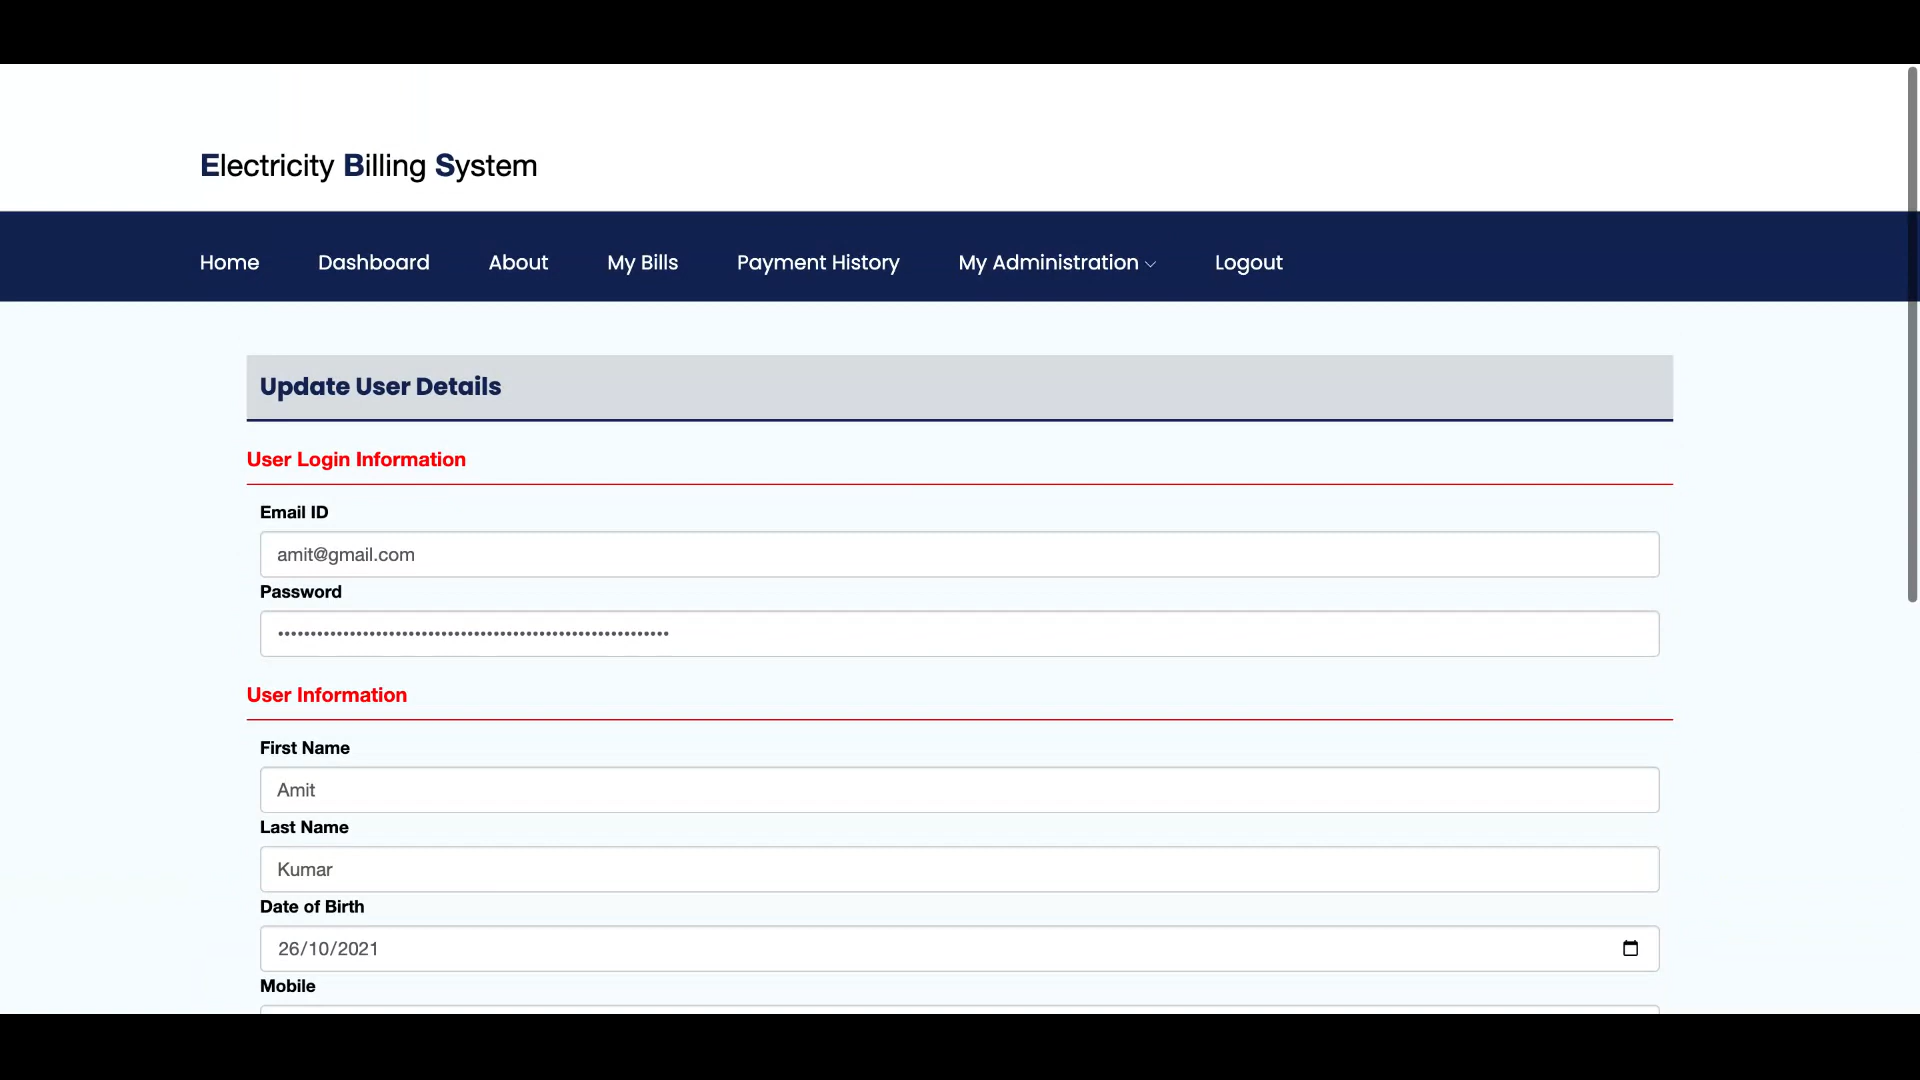 Electricity Billing System
Home Dashboard About My Bills Payment History My Administration Logout
Update User Details
User Login Information
Email ID
amit@gmail.com
Password
••••••••••••••••••••••••••••••••••••••••••••••••••••••••••••
User Information
First Name
Amit
Last Name
Kumar
Date of Birth
26/10/2021
Mobile